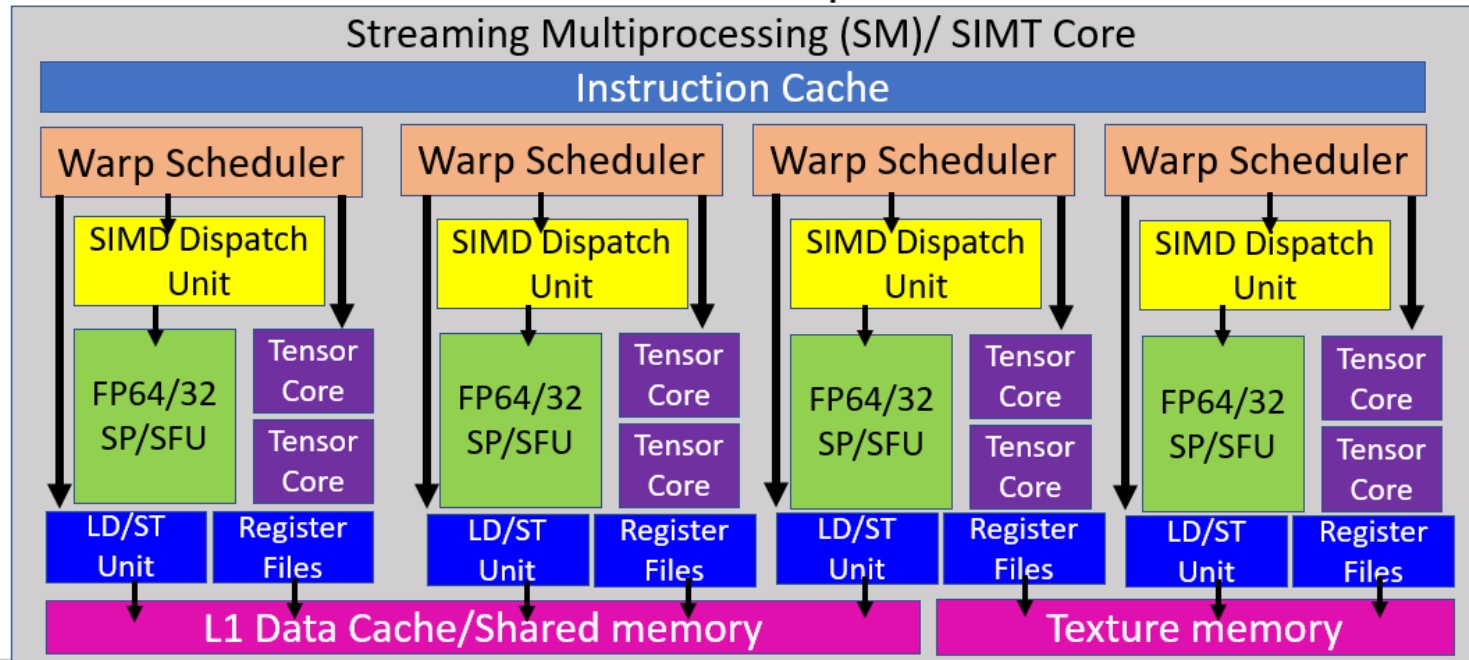 Streaming Multiprocessing (SM)/ SIMT Core
Instruction Cache
Warp Scheduler
Warp Scheduler
Warp Scheduler
Warp Scheduler
SIMD Dispatch
Unit
SIMD Dispatch
Unit
SIMD Dispatch
Unit
SIMD Dispatch
Unit
FP64/32
SP/SFU
Tensor
Core
Tensor
Core
FP64/32
SP/SFU
Tensor
Core
Tensor
Core
FP64/32
SP/SFU
Tensor
Core
Tensor
Core
FP64/32
SP/SFU
Tensor
Core
Tensor
Core
LD/ST
Unit
Register
Files
LD/ST
Unit
Register
Files
LD/ST
Unit
Register
Files
LD/ST
Unit
Register
Files
L1 Data Cache/Shared memory
Texture memory